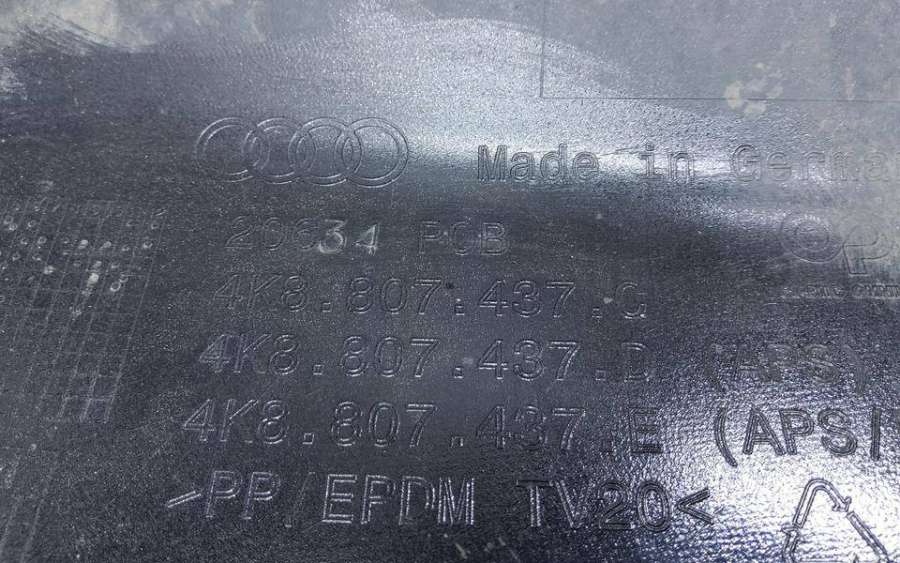 Made in Germa
20634 PCB
op
4K8.807.437.G
4K8.807.437.D (APS)
4K8.807.437.E (APS/
>PP/EPDM TV20<